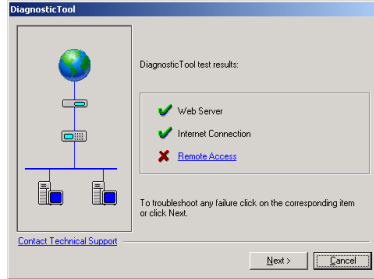 DiagnosticTool
DiagnosticTool test results:
Web Server
Internet Connection
Remote Access
To troubleshoot any failure click on the corresponding item
or click Next.
Contact Technical Support
Next >
Cancel